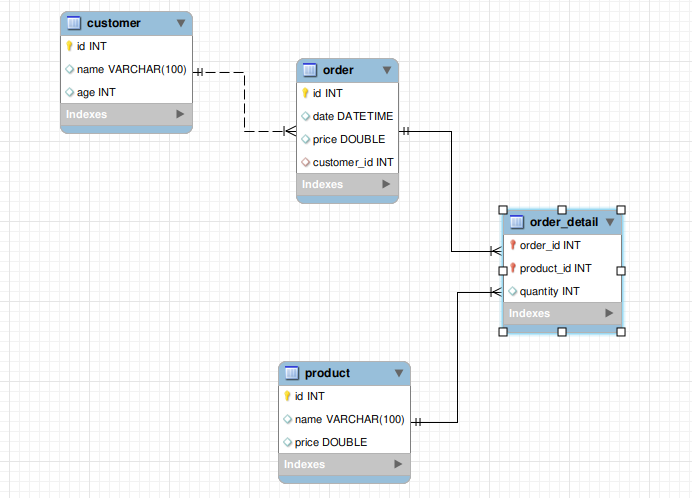 customer
id INT
name VARCHAR(100)
age INT
Indexes
order
id INT
date DATETIME
price DOUBLE
customer_id INT
Indexes
order_detail
order_id INT
product_id INT
quantity INT
Indexes
product
id INT
name VARCHAR(100)
price DOUBLE
Indexes